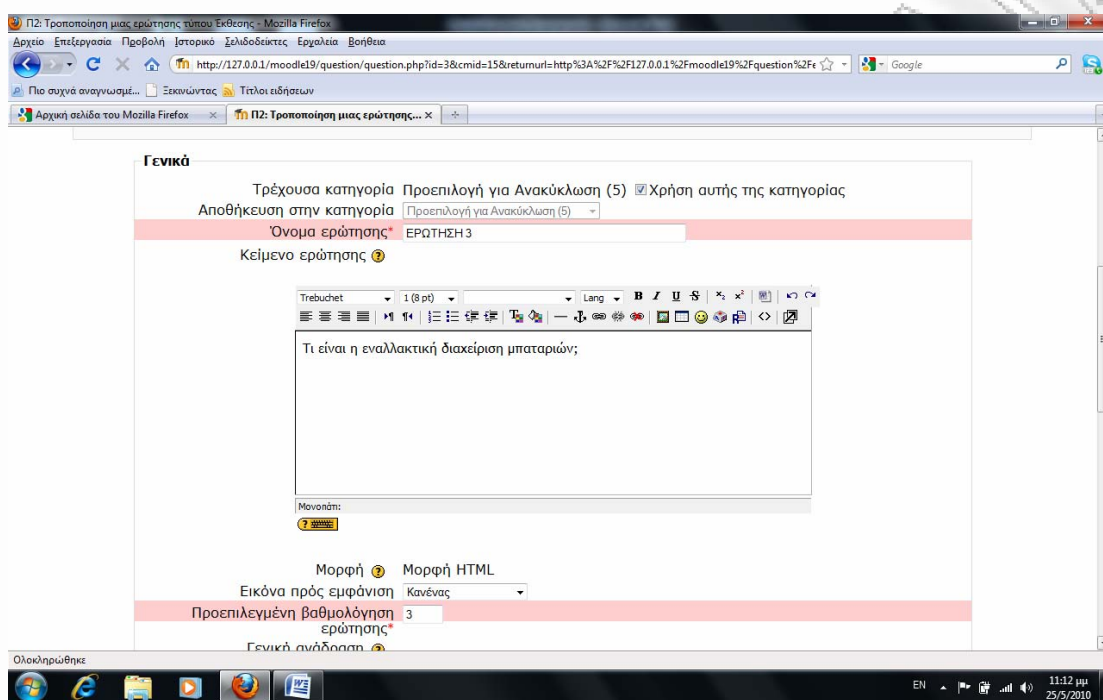 Π2: Τροποποίηση μιας ερώτησης τύπου Έκθεσης - Mozilla Firefox
Αρχείο Επεξεργασία Προβολή Ιστορικό Σελιδοδείκτες Εργαλεία Βοήθεια
http://127.0.0.1/moodle19/question/question.php?id=3&cmid=15&returnurl=http%3A%2F%2F127.0.0.1%2Fmoodle19%2Fquestion%2Fe
Google
Πιο συχνά αναγνωσμέ... Ξεκινώντας Τίτλοι ειδήσεων
Αρχική σελίδα του Mozilla Firefox Π2: Τροποποίηση μιας ερώτησης...
Γενικά
Τρέχουσα κατηγορία Προεπιλογή για Ανακύκλωση (5) Χρήση αυτής της κατηγορίας
Αποθήκευση στην κατηγορία Προεπιλογή για Ανακύκλωση (5)
Όνομα ερώτησης* ΕΡΩΤΗΣΗ 3
Κείμενο ερώτησης
Trebuchet 1 (8 pt) Lang B I U S
Τι είναι η εναλλακτική διαχείριση μπαταριών;
Μονοπάτι:
Μορφή Μορφή HTML
Εικόνα πρός εμφάνιση Κανένας
Προεπιλεγμένη βαθμολόγηση 3
ερώτησης*
Γενική ανάδραση
Ολοκληρώθηκε
EN 11:12 μμ
25/5/2010